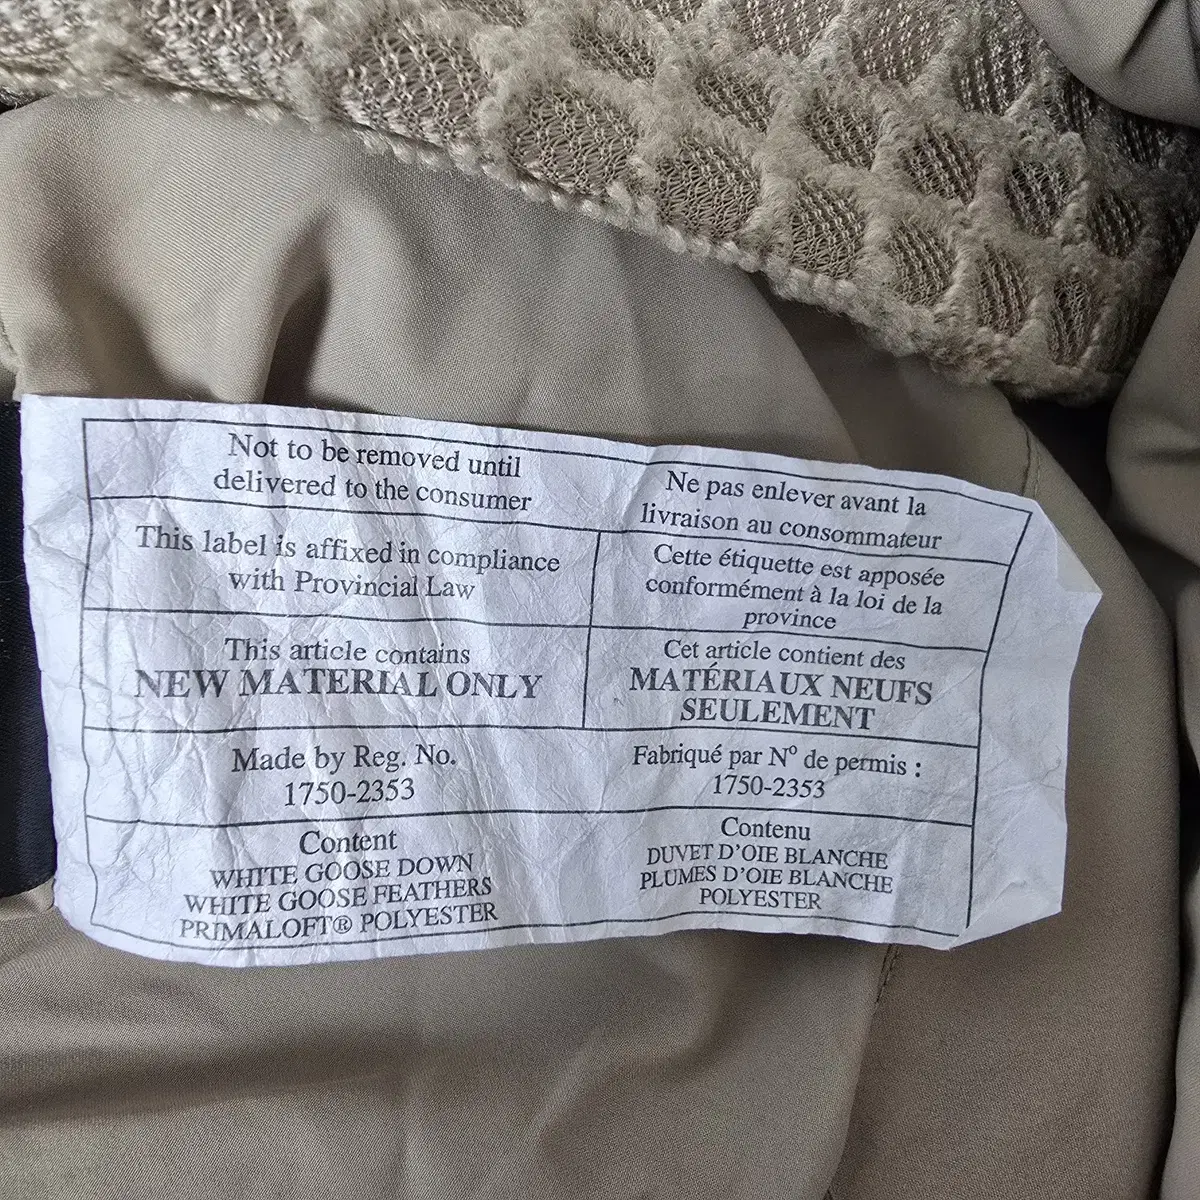 Not to be removed until
delivered to the consumer
Ne pas enlever avant la
livraison au consommateur
This label is affixed in compliance
with Provincial Law
Cette étiquette est apposée
conformément à la loi de la
province
This article contains
NEW MATERIAL ONLY
Cet article contient des
MATÉRIAUX NEUFS
SEULEMENT
Made by Reg. No.
1750-2353
Fabriqué par Nº de permis :
1750-2353
Content
WHITE GOOSE DOWN
WHITE GOOSE FEATHERS
PRIMALOFT® POLYESTER
Contenu
DUVET D'OIE BLANCHE
PLUMES D'OIE BLANCHE
POLYESTER